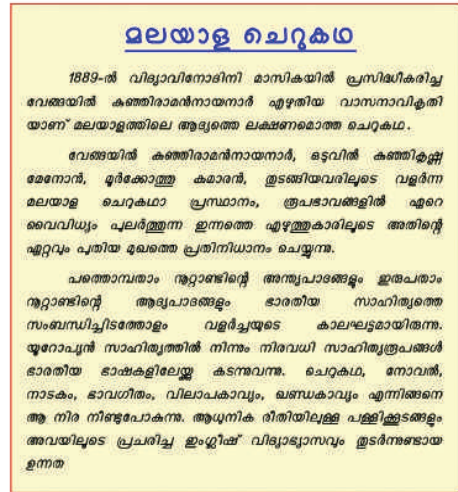 മലയാള ചെറുകഥ
1889-ൽ വിദ്യാവിനോദിനി മാസികയിൽ പ്രസിദ്ധീകരിച്ച
വേങ്ങയിൽ കുഞ്ഞിരാമൻനായനാർ എഴുതിയ വാസനാവികൃതി
യാണ് മലയാളത്തിലെ ആദ്യത്തെ ലക്ഷണമൊത്ത ചെറുകഥ.
വേങ്ങയിൽ കുഞ്ഞിരാമൻനായനാർ, ഒടുവിൽ കുഞ്ഞികൃഷ്ണ
മേനോൻ, മൂർക്കോത്തു കുമാരൻ, തുടങ്ങിയവരിലൂടെ വളർന്ന
മലയാള ചെറുകഥാ പ്രസ്ഥാനം, രൂപഭാവങ്ങളിൽ ഏറെ
വൈവിധ്യം പുലർത്തുന്ന ഇന്നത്തെ എഴുത്തുകാരിലൂടെ അതിന്റെ
ഏറ്റവും പുതിയ മുഖത്തെ പ്രതിനിധാനം ചെയ്യുന്നു.
പത്തൊമ്പതാം നൂറ്റാണ്ടിന്റെ അന്ത്യപാദങ്ങളും ഇരുപതാം
നൂറ്റാണ്ടിന്റെ ആദ്യപാദങ്ങളും ഭാരതീയ സാഹിത്യത്തെ
സംബന്ധിച്ചിടത്തോളം വളർച്ചയുടെ കാലഘട്ടമായിരുന്നു.
യൂറോപ്യൻ സാഹിത്യത്തിൽ നിന്നും നിരവധി സാഹിത്യരൂപങ്ങൾ
ഭാരതീയ ഭാഷകളിലേയ്ക്കു കടന്നുവന്നു. ചെറുകഥ, നോവൽ,
നാടകം, ഭാവഗീതം, വിലാപകാവ്യം, ഖണ്ഡകാവ്യം എന്നിങ്ങനെ
ആ നിര നീണ്ടുപോകുന്നു. ആധുനിക രീതിയിലുള്ള പള്ളിക്കൂടങ്ങളും
അവയിലൂടെ പ്രചരിച്ച ഇംഗ്ലീഷ് വിദ്യാഭ്യാസവും തുടർന്നുണ്ടായ
ഉന്നത